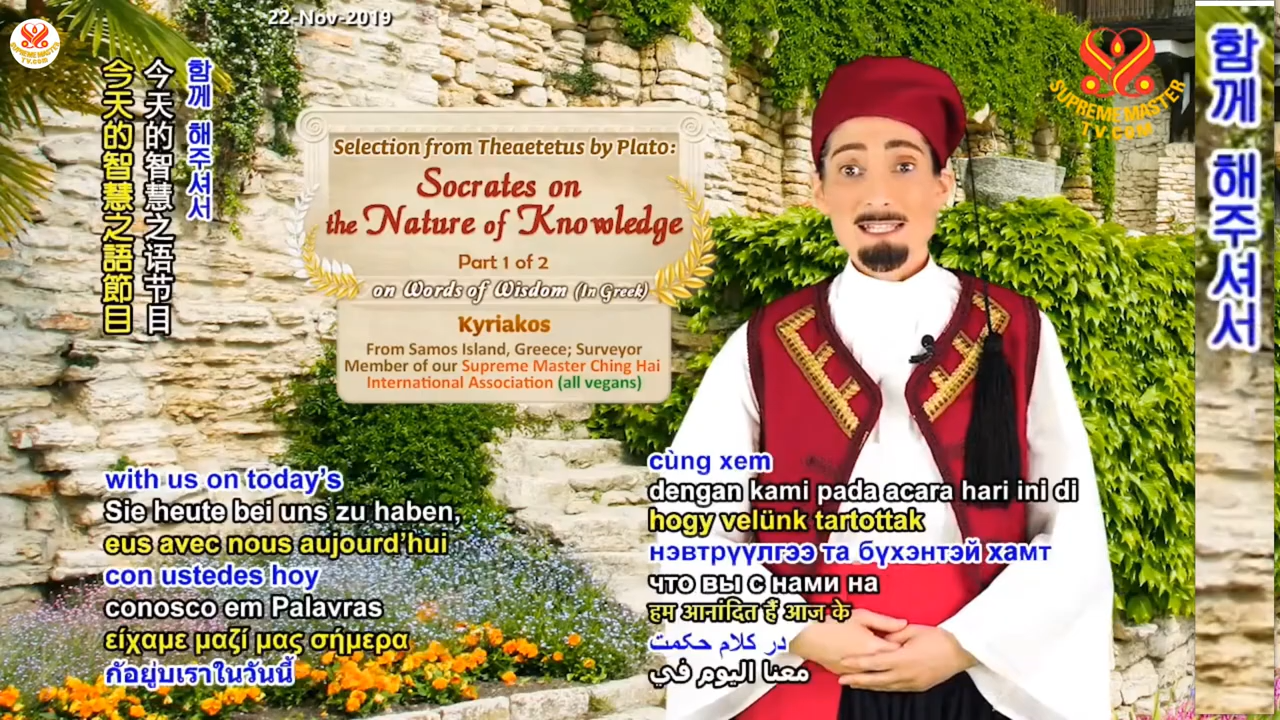 22-Nov-2019
SUPREME MASTER
TV.com
SUPREME MASTER
TV.COM
함께 해주셔서
今天的智慧之语节目
今天的智慧之語節目
Selection from Theaetetus by Plato:
Socrates on
the Nature of Knowledge
Part 1 of 2
on Words of Wisdom (In Greek)
Kyriakos
From Samos Island, Greece; Surveyor
Member of our Supreme Master Ching Hai
International Association (all vegans)
with us on today's
Sie heute bei uns zu haben,
eus avec nous aujourd'hui
con ustedes hoy
conosco em Palavras
είχαμε μαζί μας σήμερα
ก้อยู่บเราในวันนี้
cùng xem
dengan kami pada acara hari ini di
hogy velünk tartottak
нэвтрүүлгээ та бүхэнтэй хамт
что вы с нами на
हम आनांदित हैं आज के
در کلام حکمت
معنا اليوم في
함께 해주셔서